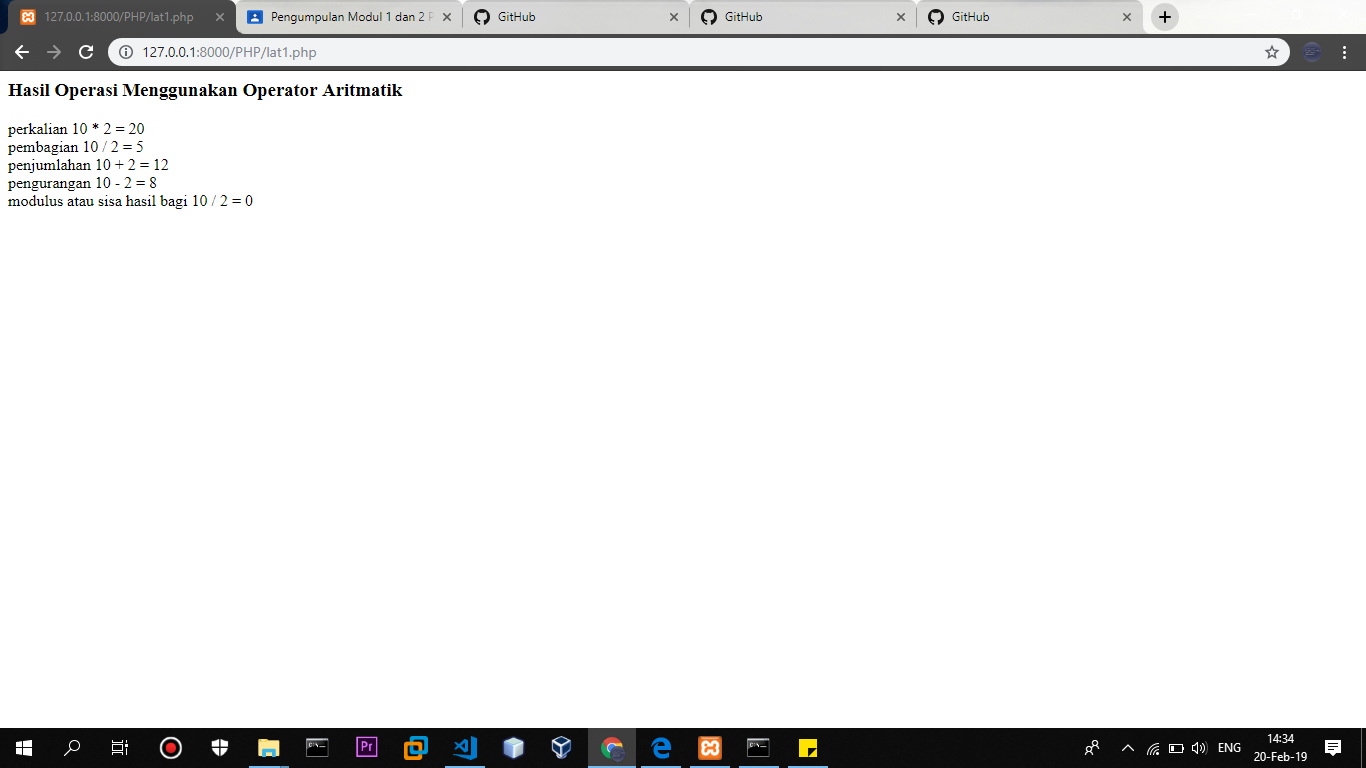 127.0.0.1:8000/PHP/lat1.php
Pengumpulan Modul 1 dan 2 P
GitHub
GitHub
GitHub
127.0.0.1:8000/PHP/lat1.php
Hasil Operasi Menggunakan Operator Aritmatik
perkalian 10 * 2 = 20
pembagian 10 / 2 = 5
penjumlahan 10 + 2 = 12
pengurangan 10 - 2 = 8
modulus atau sisa hasil bagi 10 / 2 = 0
Pr
ENG
14:34
20-Feb-19